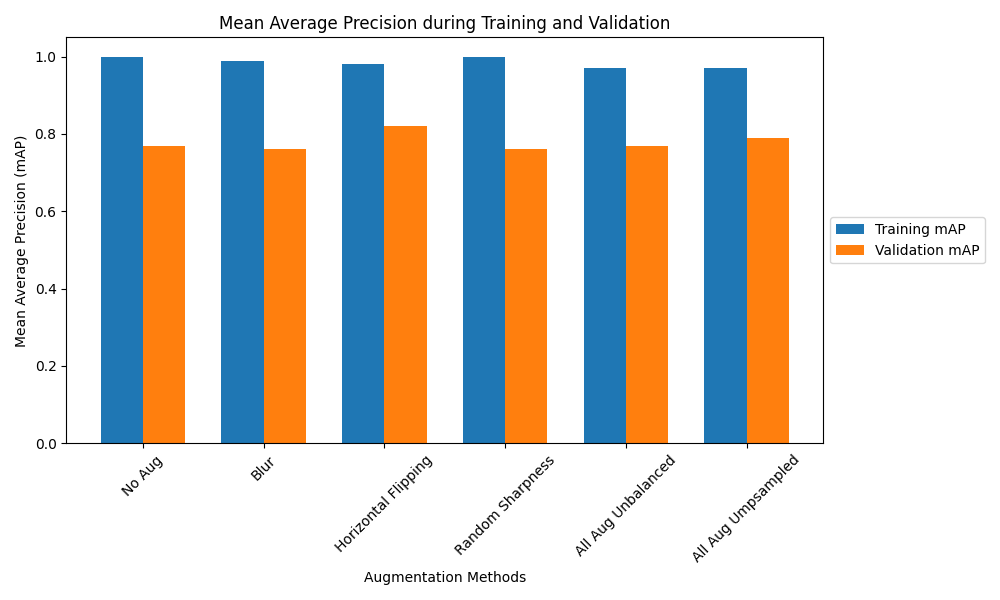 Mean Average Precision during Training and Validation
Mean Average Precision (mAP)
1.0
0.8
0.6
0.4
0.2
0.0
No Aug
Blur
Horizontal Flipping
Random Sharpness
All Aug Unbalanced
All Aug Umpsampled
Augmentation Methods
Training mAP
Validation mAP